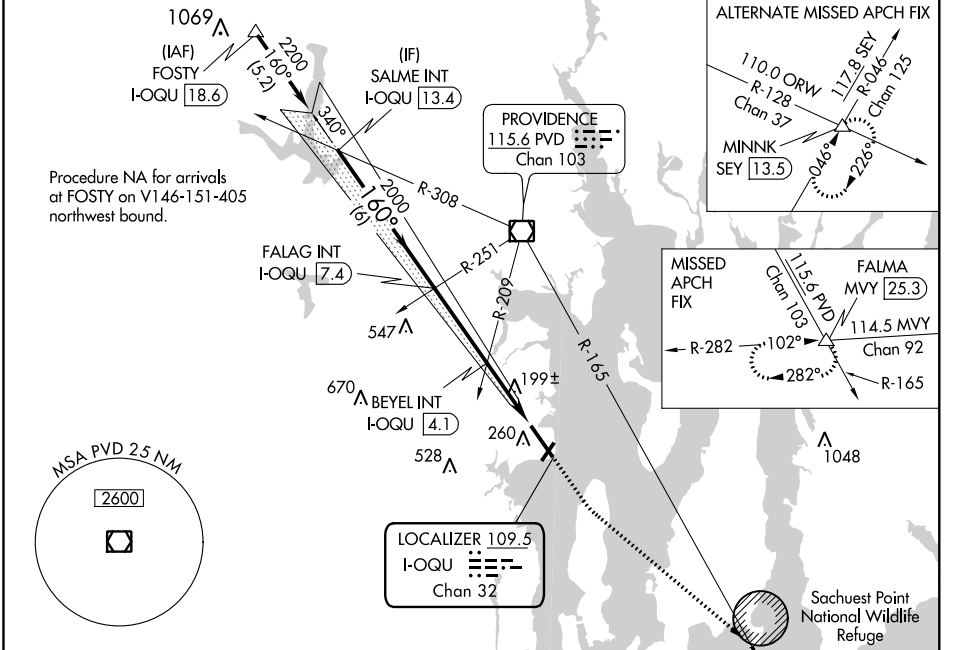 1069
(IAF)
FOSTY
I-OQU 18.6
2200
160°
(5.2)
(IF)
SALME INT
I-OQU 13.4
340°
Procedure NA for arrivals
at FOSTY on V146-151-405
northwest bound.
PROVIDENCE
115.6 PVD
Chan 103
R-308
2000
160°
(6)
FALAG INT
I-OQU 7.4
R-251
R-209
R-165
547
670
BEYEL INT
I-OQU 4.1
199±
260
528
1048
MSA PVD 25 NM
2600
LOCALIZER 109.5
I-OQU
Chan 32
Sachuest Point
National Wildlife
Refuge
ALTERNATE MISSED APCH FIX
110.0 ORW
R-128
Chan 37
117.8 SEY
R-046
Chan 125
MINNK
SEY 13.5
046°
226°
MISSED
APCH
FIX
115.6 PVD
Chan 103
FALMA
MVY 25.3
114.5 MVY
Chan 92
R-282
102°
282°
R-165